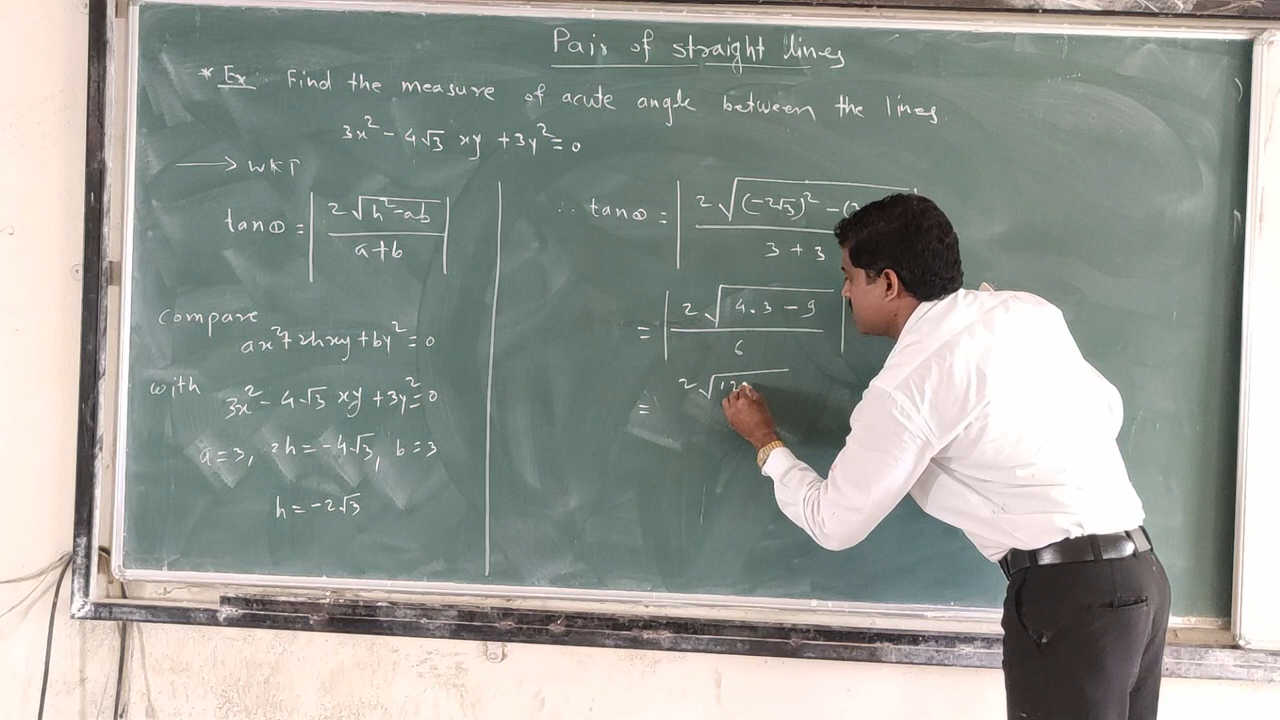 Pair of straight lines
* Ex. Find the measure of acute angle between the lines.
3x² - 4√3 xy + 3y² = 0
→ WKT
tanθ = | 2√(h²-ab) / (a+b) |
Compare
ax² + 2hxy + by² = 0
with
3x² - 4√3 xy + 3y² = 0
a = 3, 2h = -4√3, b = 3
h = -2√3
∴ tanθ = | 2√((-2√3)² - ( / (3 + 3
= | 2√(4.3 - 9) / 6 |
= 2√12